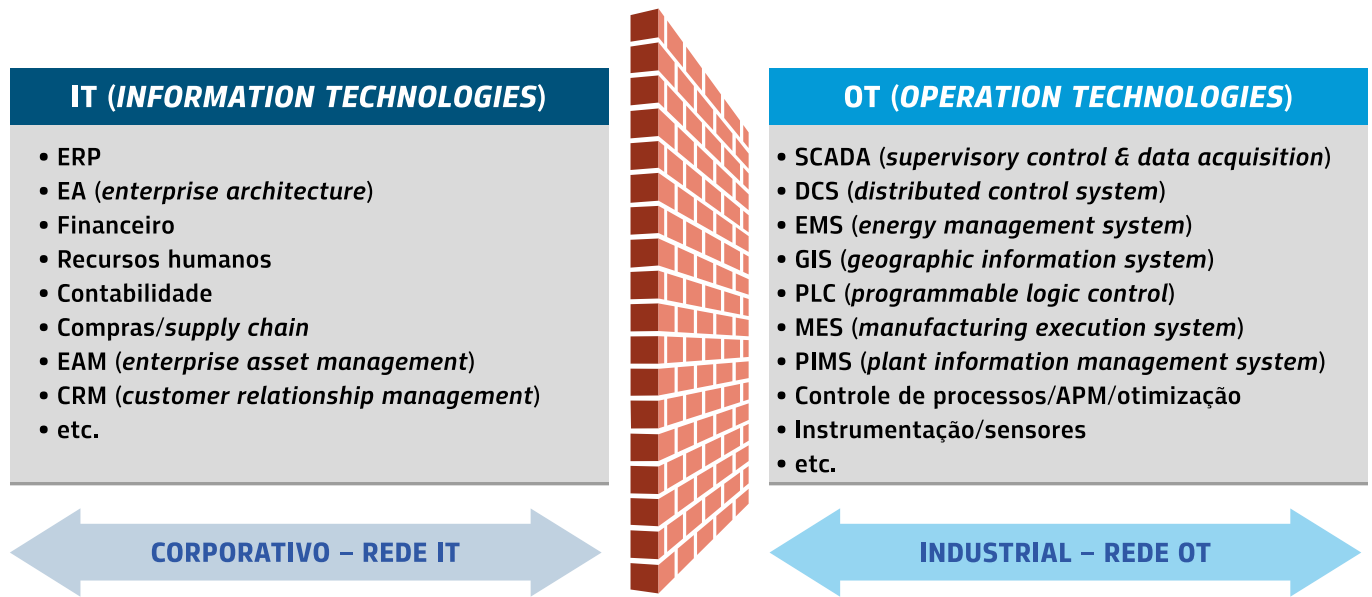 IT (INFORMATION TECHNOLOGIES)
• ERP
• EA (enterprise architecture)
• Financeiro
• Recursos humanos
• Contabilidade
• Compras/supply chain
• EAM (enterprise asset management)
• CRM (customer relationship management)
• etc.
CORPORATIVO – REDE IT
OT (OPERATION TECHNOLOGIES)
• SCADA (supervisory control & data acquisition)
• DCS (distributed control system)
• EMS (energy management system)
• GIS (geographic information system)
• PLC (programmable logic control)
• MES (manufacturing execution system)
• PIMS (plant information management system)
• Controle de processos/APM/otimização
• Instrumentação/sensores
• etc.
INDUSTRIAL – REDE OT